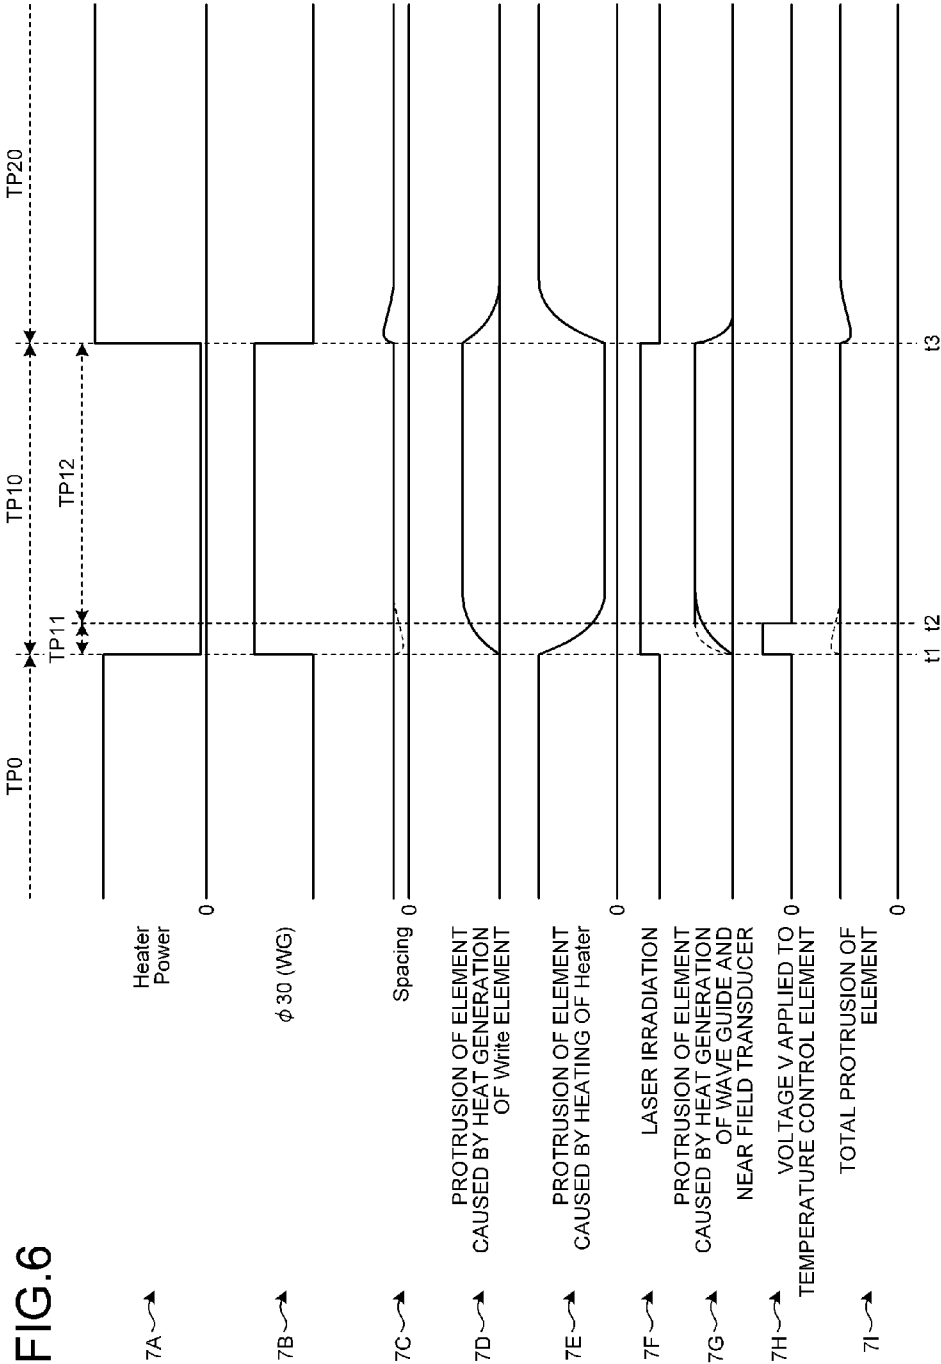 FIG.6
TP0
TP10
TP20
TP11
TP12
7A
Heater
Power
0
7B
φ30 (WG)
7C
Spacing
0
7D
PROTRUSION OF ELEMENT
CAUSED BY HEAT GENERATION
OF Write ELEMENT
7E
PROTRUSION OF ELEMENT
CAUSED BY HEATING OF Heater
0
7F
LASER IRRADIATION
7G
PROTRUSION OF ELEMENT
CAUSED BY HEAT GENERATION
OF WAVE GUIDE AND
NEAR FIELD TRANSDUCER
7H
VOLTAGE V APPLIED TO
TEMPERATURE CONTROL ELEMENT
0
7I
TOTAL PROTRUSION OF
ELEMENT
0
t1
t2
t3